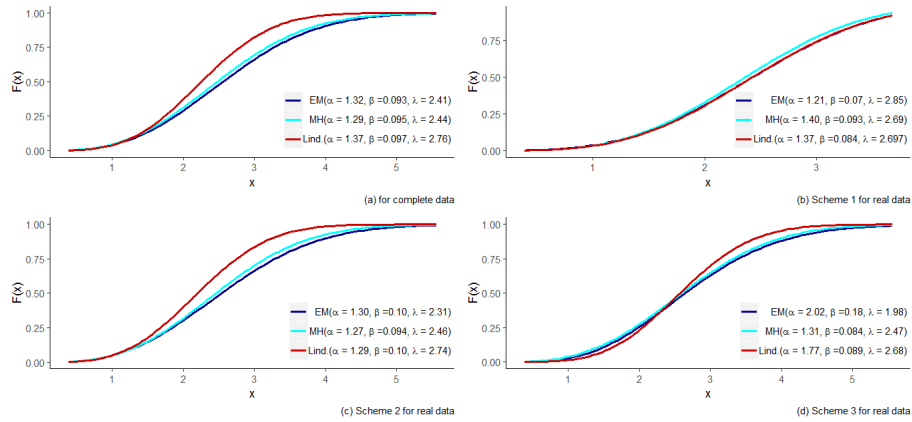 1.00
0.75
0.50
0.25
0.00
F(x)
EM(α = 1.32, β =0.093, λ = 2.41)
MH(α = 1.29, β =0.095, λ = 2.44)
Lind.(α = 1.37, β =0.097, λ = 2.76)
1 2 3 4 5
x
(a) for complete data
0.75
0.50
0.25
0.00
F(x)
EM(α = 1.21, β =0.07, λ = 2.85)
MH(α = 1.40, β =0.093, λ = 2.69)
Lind.(α = 1.37, β =0.084, λ = 2.697)
1 2 3
x
(b) Scheme 1 for real data
1.00
0.75
0.50
0.25
0.00
F(x)
EM(α = 1.30, β =0.10, λ = 2.31)
MH(α = 1.27, β =0.094, λ = 2.46)
Lind.(α = 1.29, β =0.10, λ = 2.74)
1 2 3 4 5
x
(c) Scheme 2 for real data
1.00
0.75
0.50
0.25
0.00
F(x)
EM(α = 2.02, β =0.18, λ = 1.98)
MH(α = 1.31, β =0.084, λ = 2.47)
Lind.(α = 1.77, β =0.089, λ = 2.68)
1 2 3 4 5
x
(d) Scheme 3 for real data